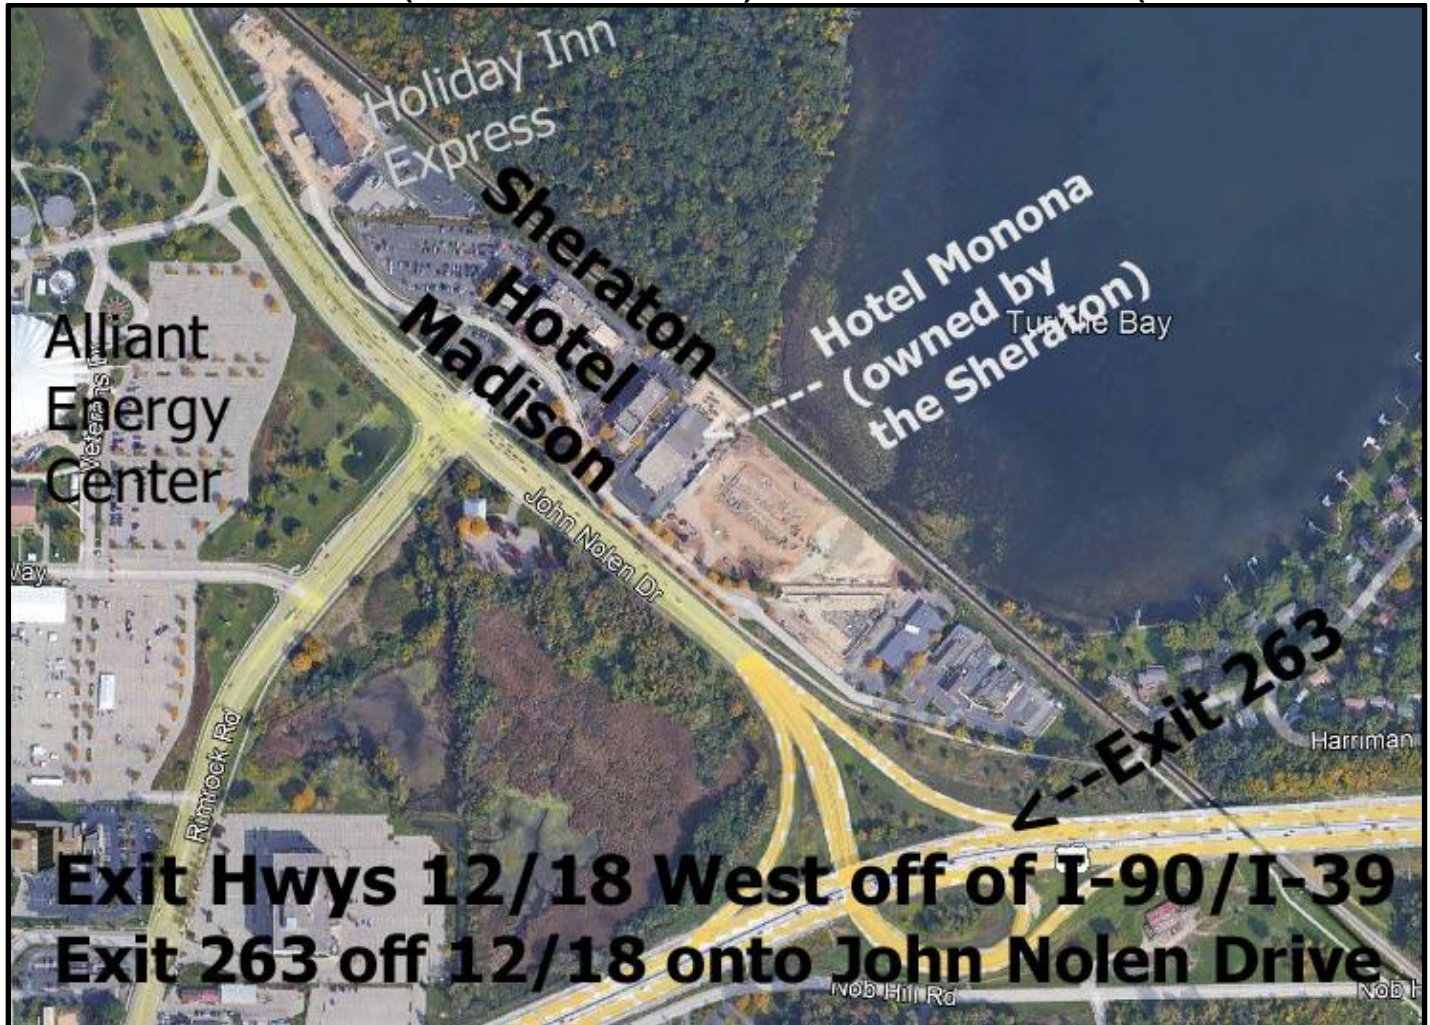 Holiday Inn
Express
Sheraton
Hotel
Madison
Hotel Monona
(owned by
the Sheraton)
Turville Bay
Alliant
Energy
Center
John Nolen Dr
Rimrock Rd
<--Exit 263
Harriman
Exit Hwys 12/18 West off of I-90/I-39
Exit 263 off 12/18 onto John Nolen Drive
Nob Hill Rd